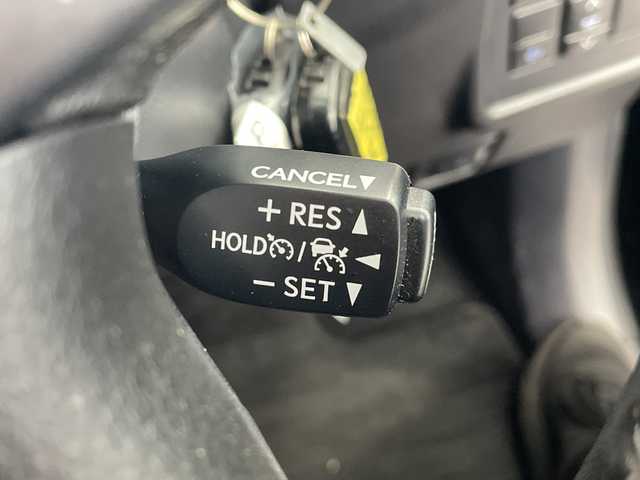 CANCEL▼
+ RES ▲
HOLD / ◀
− SET ▼